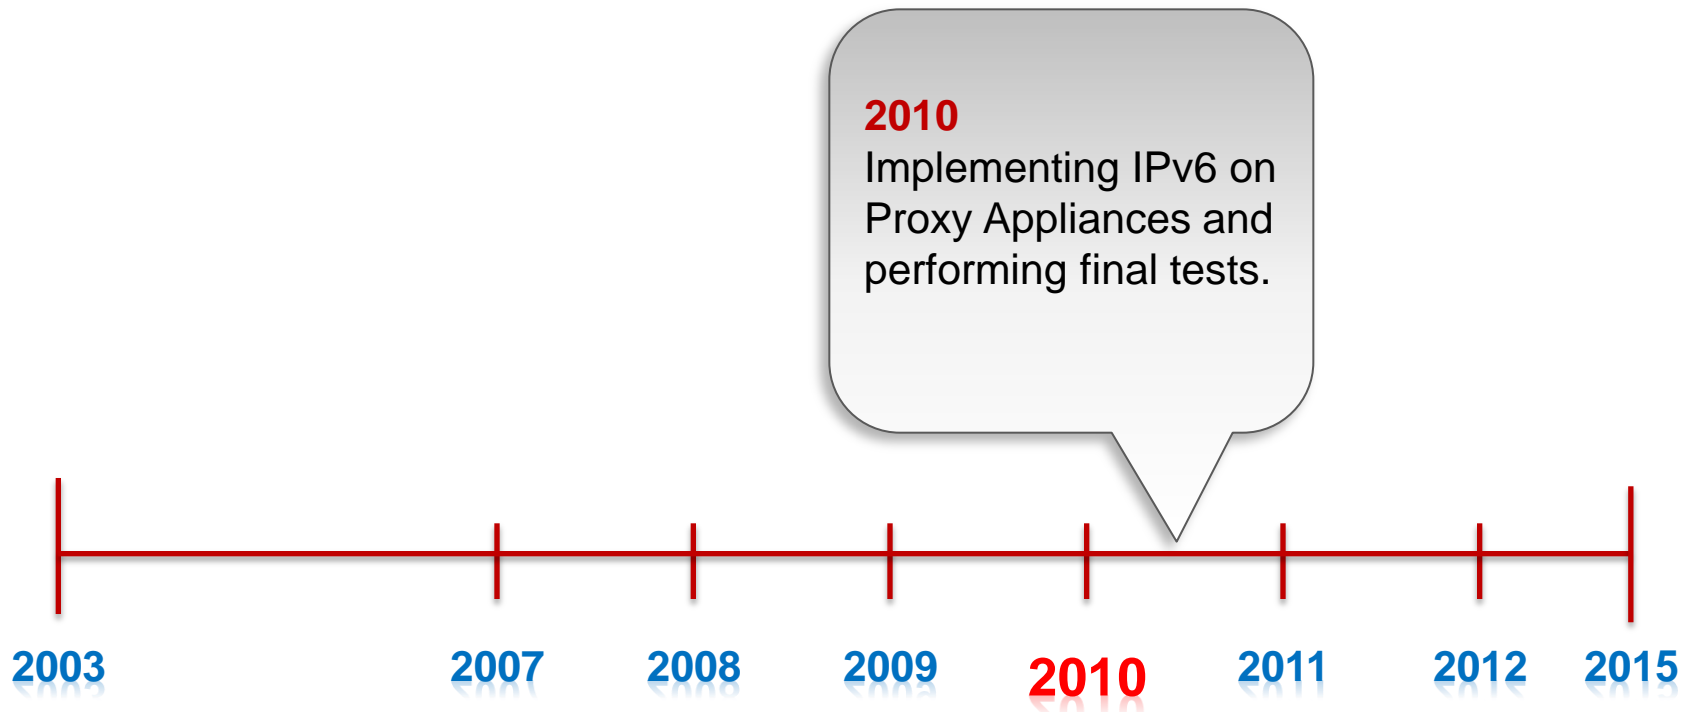 2010
Implementing IPv6 on
Proxy Appliances and
performing final tests.
2003 2007 2008 2009 2010 2011 2012 2015